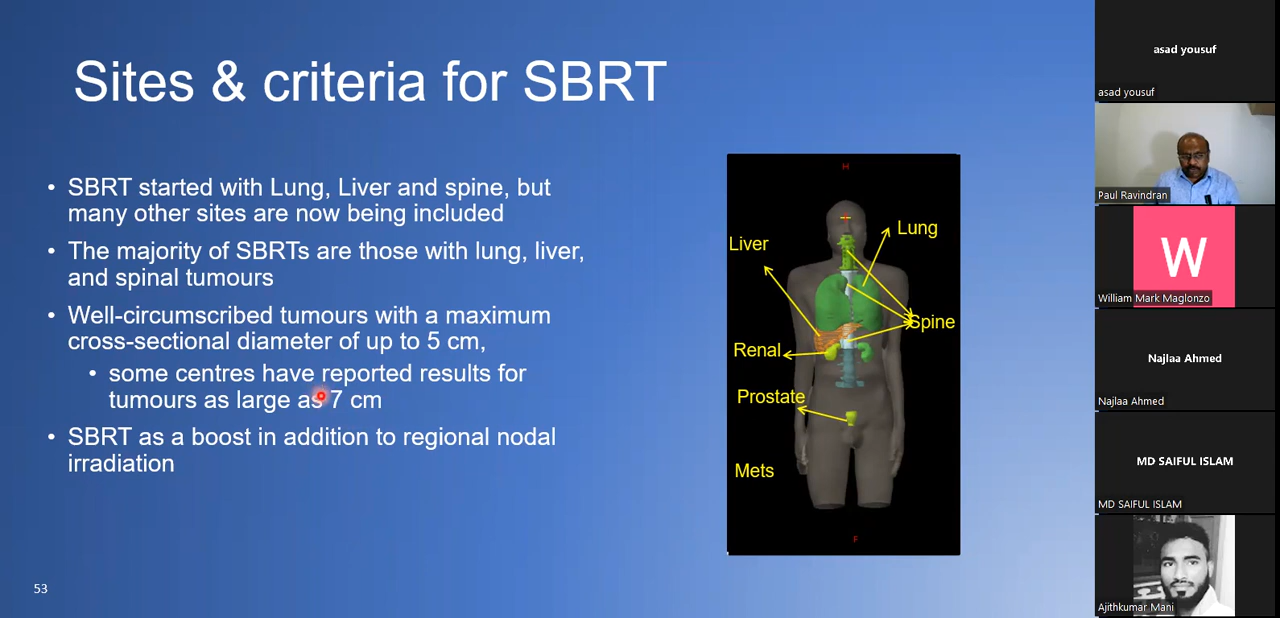 Sites & criteria for SBRT
• SBRT started with Lung, Liver and spine, but
many other sites are now being included
• The majority of SBRTs are those with lung, liver,
and spinal tumours
• Well-circumscribed tumours with a maximum
cross-sectional diameter of up to 5 cm,
• some centres have reported results for
tumours as large as 7 cm
• SBRT as a boost in addition to regional nodal
irradiation
53
H
Lung
Liver
Spine
Renal
Prostate
Mets
F
asad yousuf
asad yousuf
Paul Ravindran
W
William Mark Maglonzo
Najlaa Ahmed
Najlaa Ahmed
MD SAIFUL ISLAM
MD SAIFUL ISLAM
Ajithkumar Mani